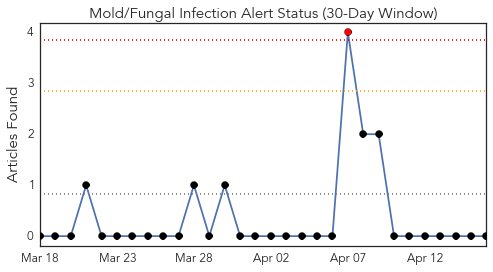 Mold/Fungal Infection Alert Status (30-Day Window)
Articles Found
4
3
2
1
0
Mar 18 Mar 23 Mar 28 Apr 02 Apr 07 Apr 12